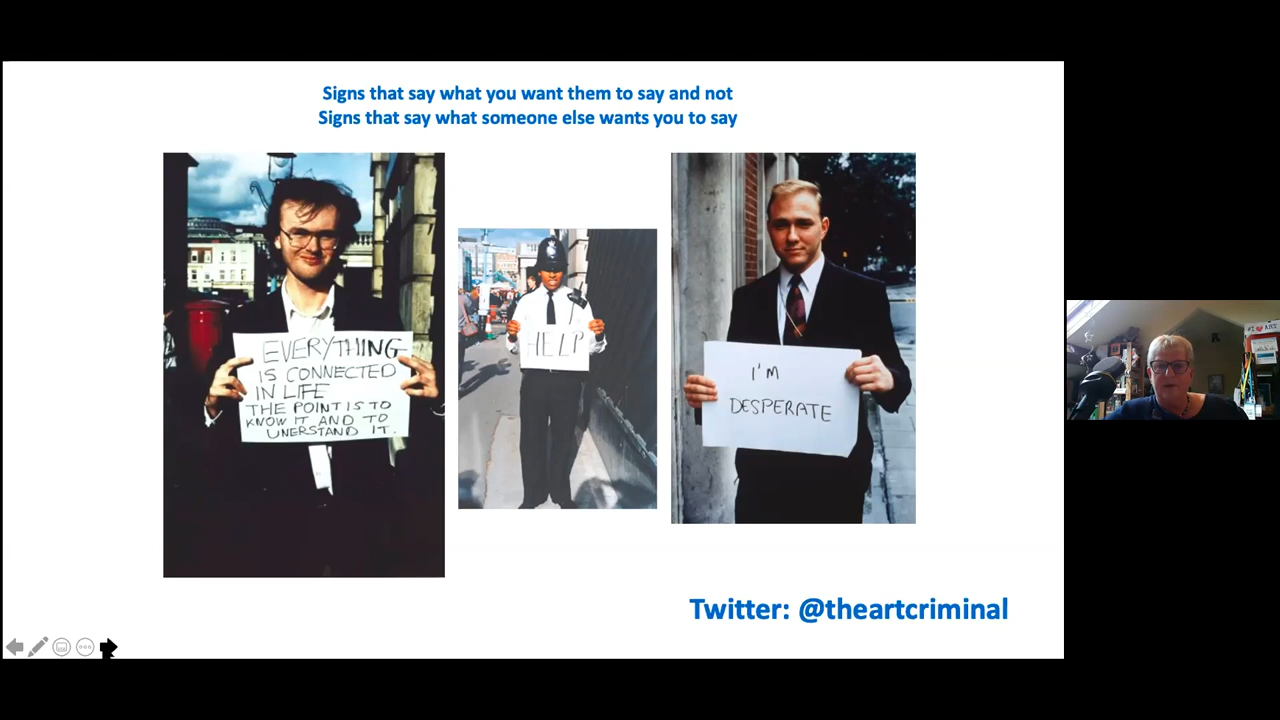 Signs that say what you want them to say and not
Signs that say what someone else wants you to say
EVERYTHING
IS CONNECTED
IN LIFE
THE POINT IS TO
KNOW IT AND TO
UNERSTAND IT.
HELP
I'M
DESPERATE
Twitter: @theartcriminal
I ♥ ART